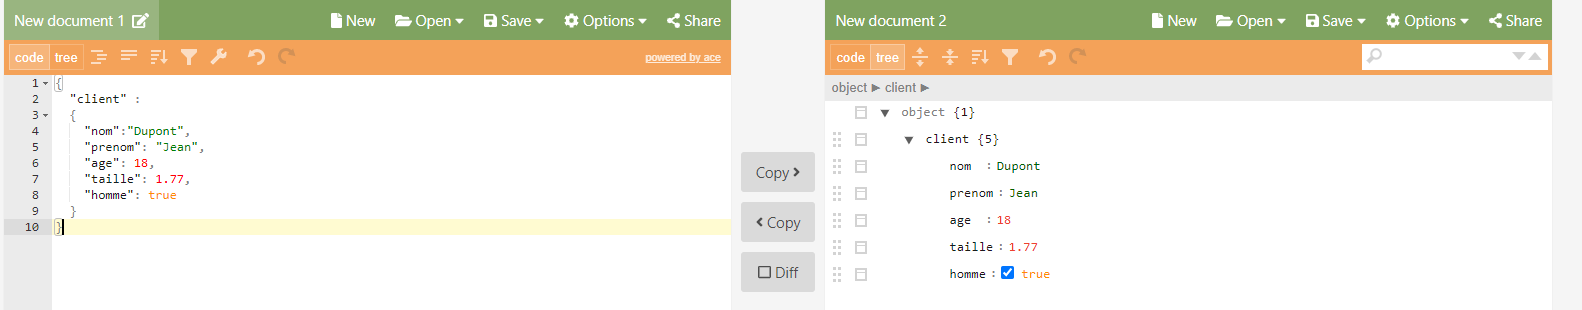 New document 1 New Open Save Options Share
code tree powered by ace
1 {
2 "client" :
3 {
4 "nom":"Dupont",
5 "prenom": "Jean",
6 "age": 18,
7 "taille": 1.77,
8 "homme": true
9 }
10 }
Copy
Copy
Diff
New document 2 New Open Save Options Share
code tree
object client
object {1}
client {5}
nom : Dupont
prenom : Jean
age : 18
taille : 1.77
homme : true